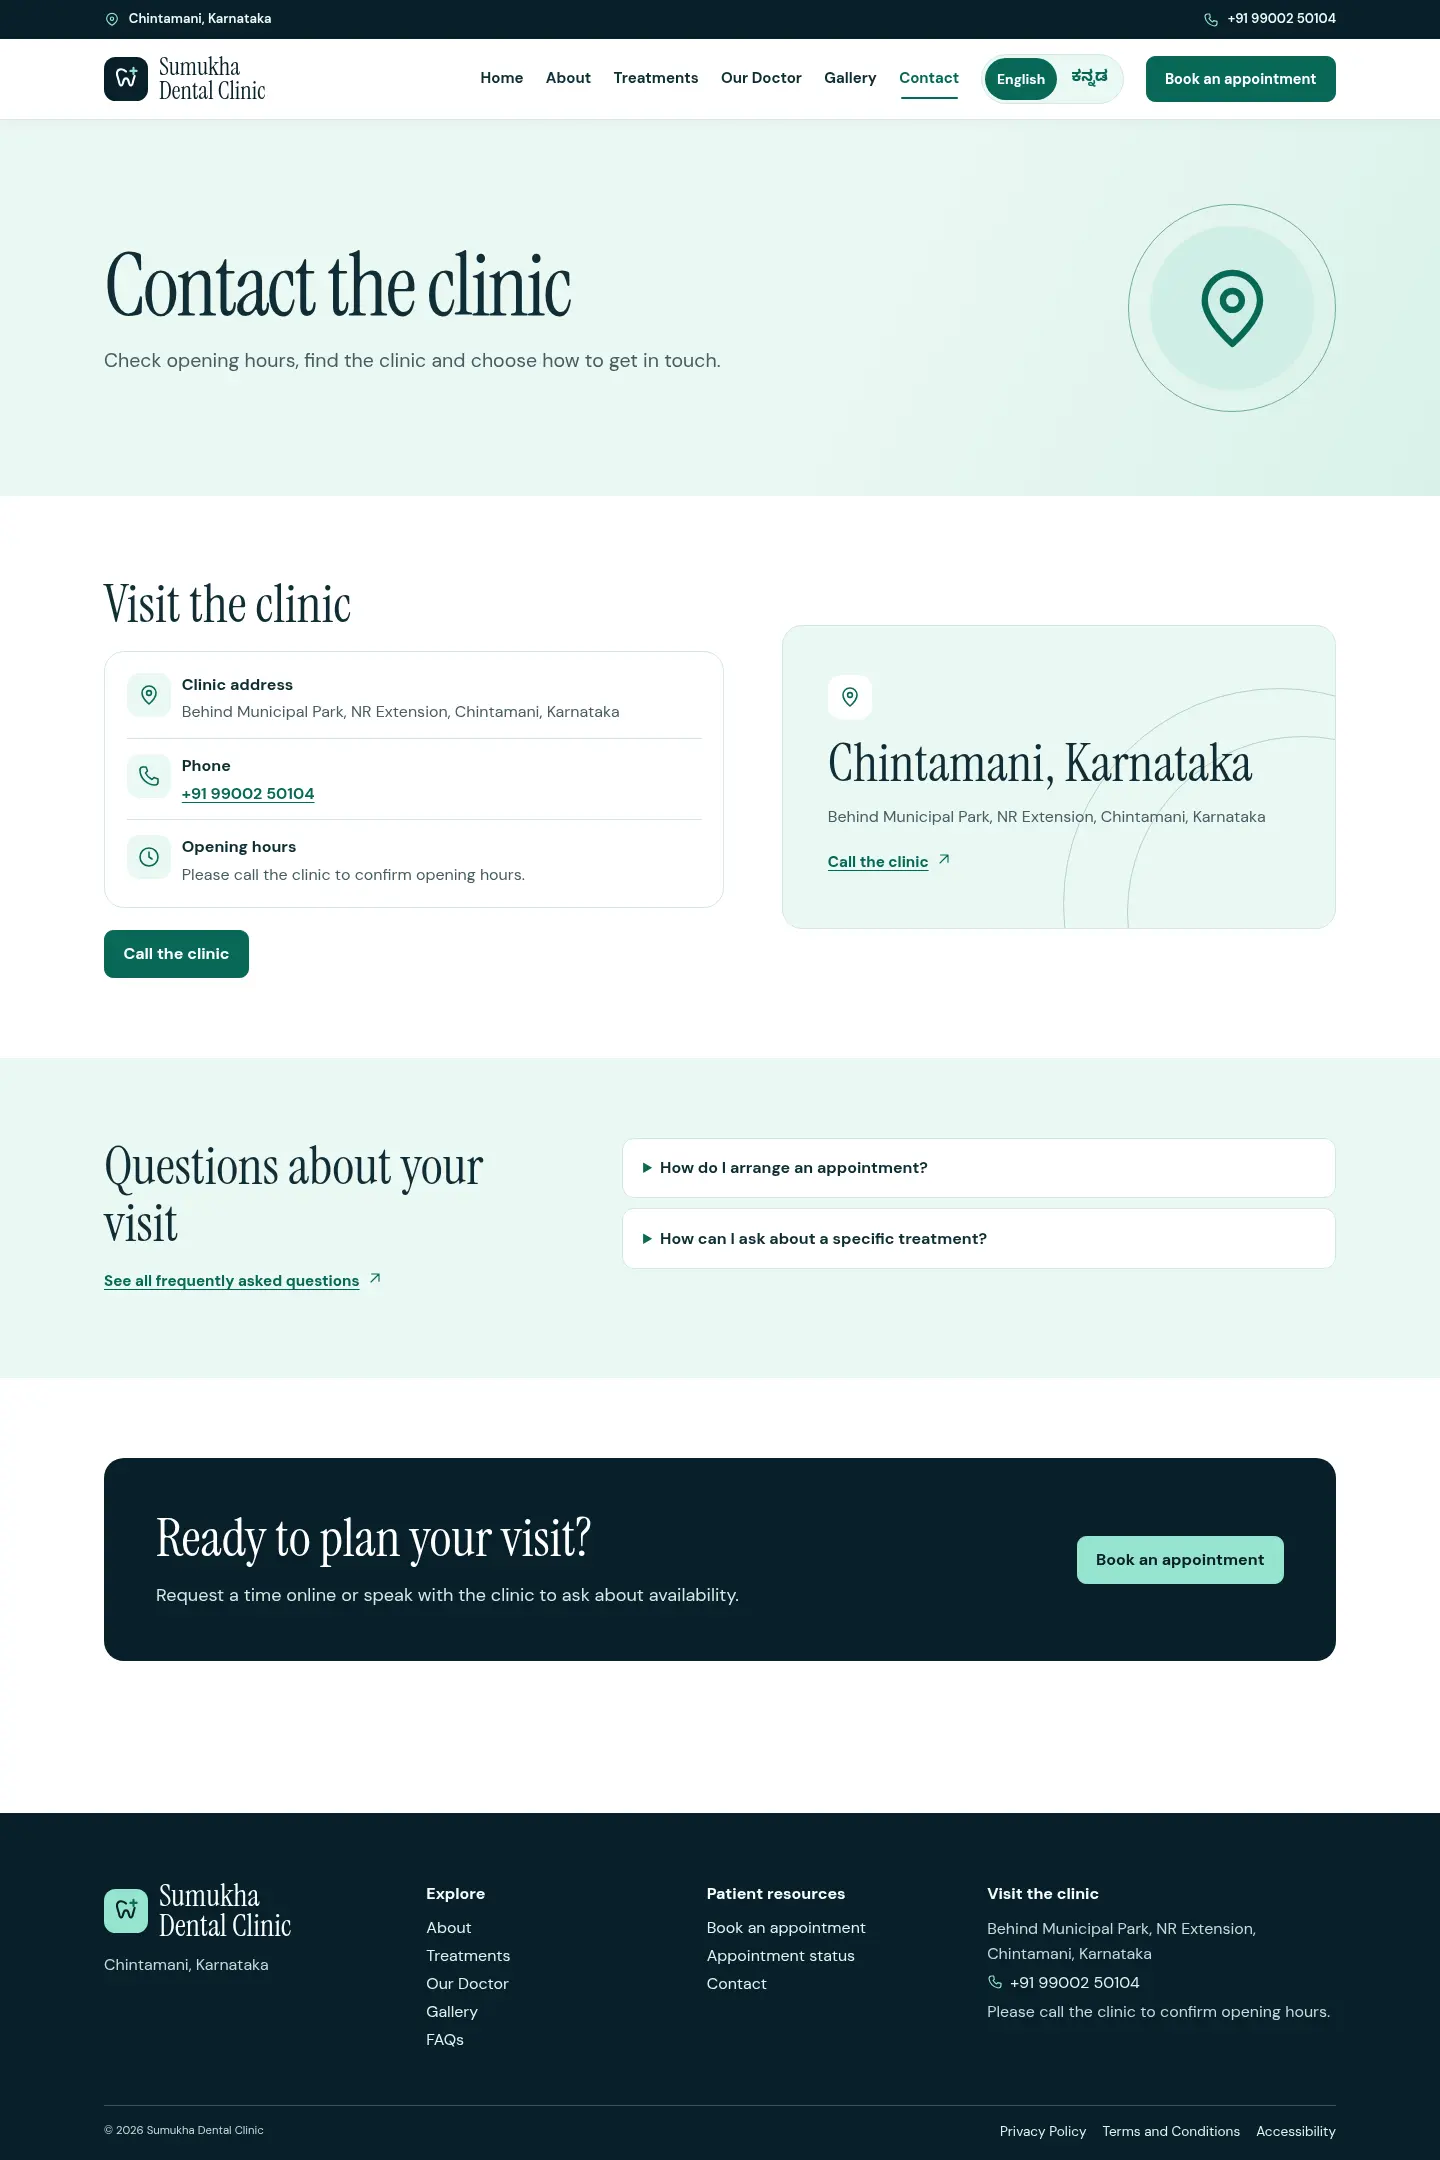 Chintamani, Karnataka
+91 99002 50104
Sumukha
Dental Clinic
Home About Treatments Our Doctor Gallery Contact English ಕನ್ನಡ Book an appointment
Contact the clinic
Check opening hours, find the clinic and choose how to get in touch.
Visit the clinic
Clinic address
Behind Municipal Park, NR Extension, Chintamani, Karnataka
Phone
+91 99002 50104
Opening hours
Please call the clinic to confirm opening hours.
Call the clinic
Chintamani, Karnataka
Behind Municipal Park, NR Extension, Chintamani, Karnataka
Call the clinic
Questions about your
visit
See all frequently asked questions
How do I arrange an appointment?
How can I ask about a specific treatment?
Ready to plan your visit?
Request a time online or speak with the clinic to ask about availability.
Book an appointment
Sumukha
Dental Clinic
Chintamani, Karnataka
Explore
About
Treatments
Our Doctor
Gallery
FAQs
Patient resources
Book an appointment
Appointment status
Contact
Visit the clinic
Behind Municipal Park, NR Extension,
Chintamani, Karnataka
+91 99002 50104
Please call the clinic to confirm opening hours.
© 2026 Sumukha Dental Clinic
Privacy Policy Terms and Conditions Accessibility